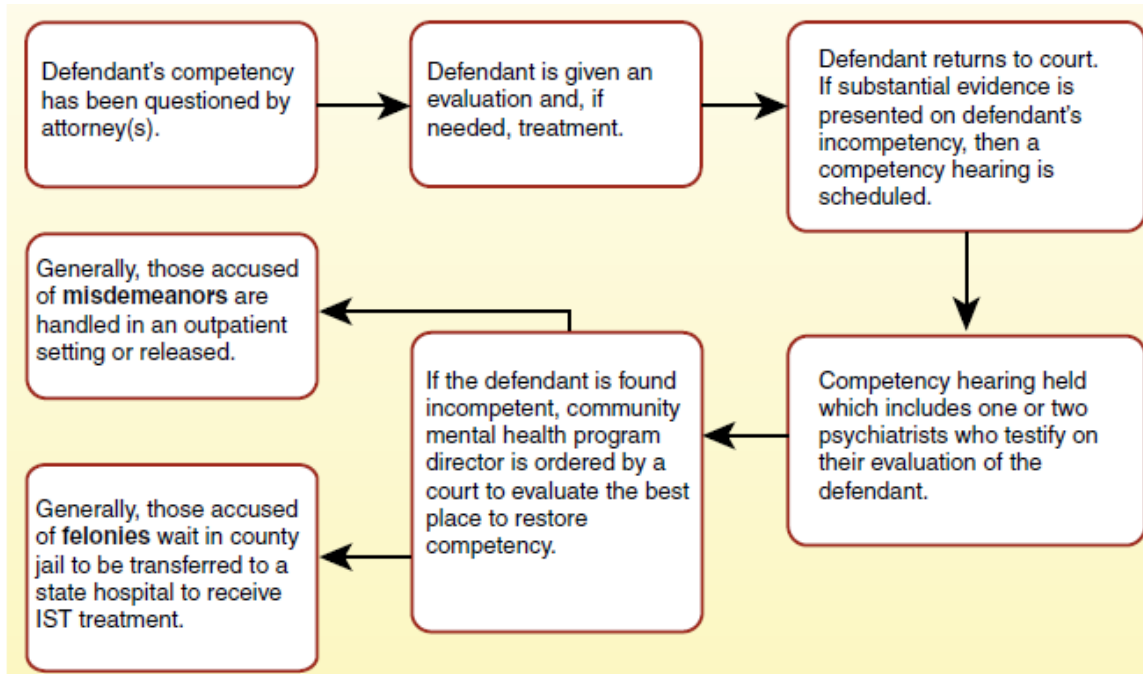 Defendant's competency
has been questioned by
attorney(s).
Defendant is given an
evaluation and, if
needed, treatment.
Defendant returns to court.
If substantial evidence is
presented on defendant's
incompetency, then a
competency hearing is
scheduled.
Competency hearing held
which includes one or two
psychiatrists who testify on
their evaluation of the
defendant.
If the defendant is found
incompetent, community
mental health program
director is ordered by a
court to evaluate the best
place to restore
competency.
Generally, those accused
of misdemeanors are
handled in an outpatient
setting or released.
Generally, those accused
of felonies wait in county
jail to be transferred to a
state hospital to receive
IST treatment.